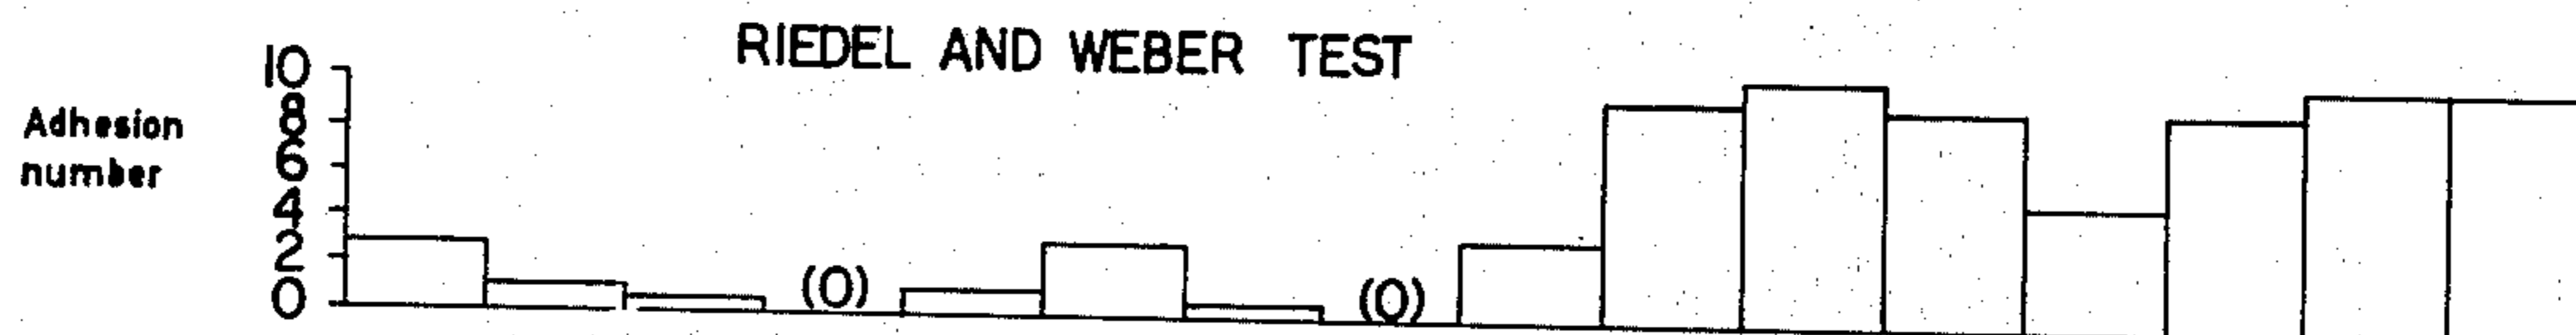 RIEDEL AND WEBER TEST
10
8
6
4
2
0
Adhesion
number
(0)
(0)